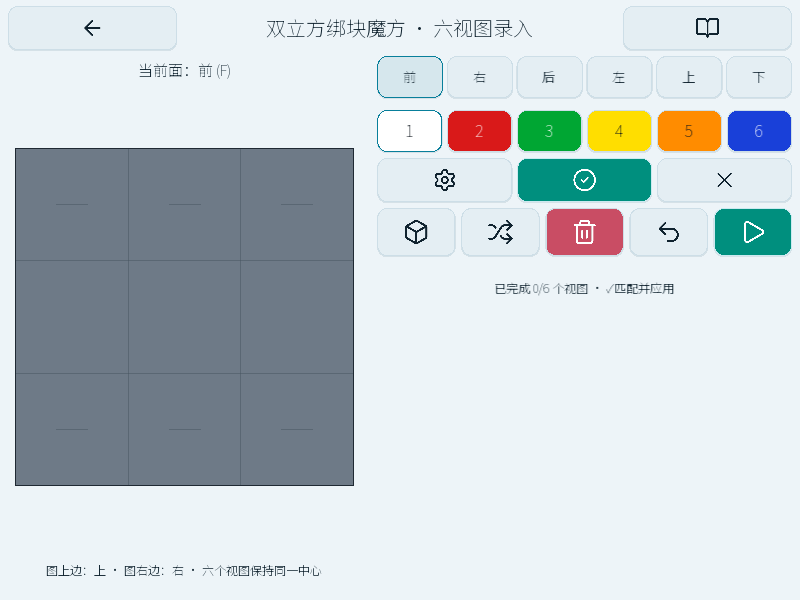 双立方绑块魔方 · 六视图录入
当前面：前 (F)
前 右 后 左 上 下
1 2 3 4 5 6
已完成 0/6 个视图 · ✓匹配并应用
图上边：上 · 图右边：右 · 六个视图保持同一中心